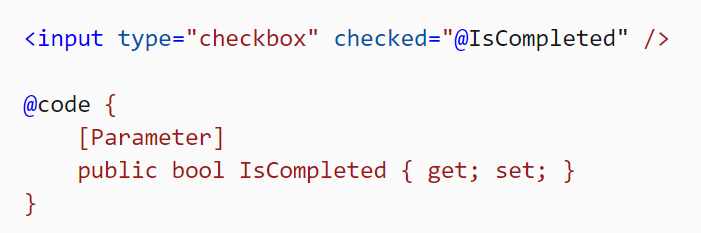 <input type="checkbox" checked="@IsCompleted" />
@code {
    [Parameter]
    public bool IsCompleted { get; set; }
}